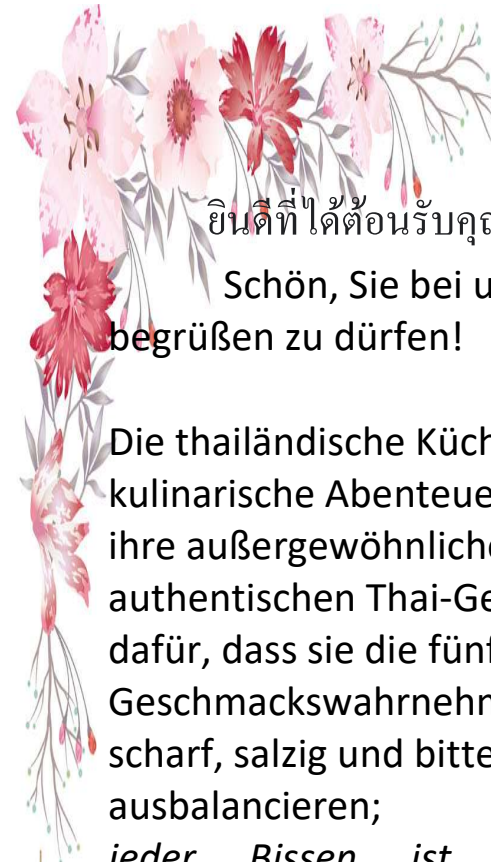 ยินดีที่ได้ต้อนรับคุณ
Schön, Sie bei u
begrüßen zu dürfen!
Die thailändische Küch
kulinarische Abenteue
ihre außergewöhnliche
authentischen Thai-Ge
dafür, dass sie die fünf
Geschmackswahrnehm
scharf, salzig und bitte
ausbalancieren;
jeder Bissen ist